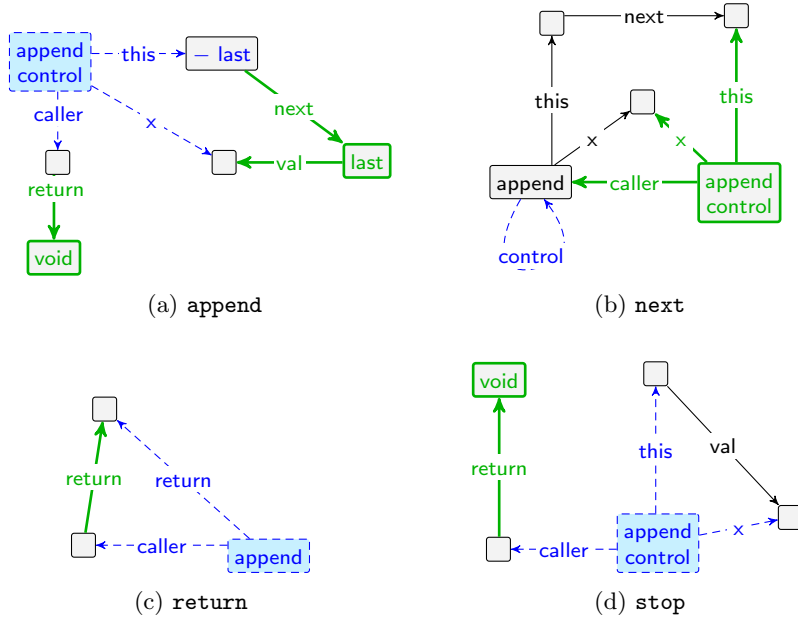 append
control
this
− last
caller
x
next
return
val
last
void
(a) append
next
this
this
x
x
append
caller
append
control
control
(b) next
return
return
caller
append
(c) return
void
this
val
return
append
control
caller
x
(d) stop